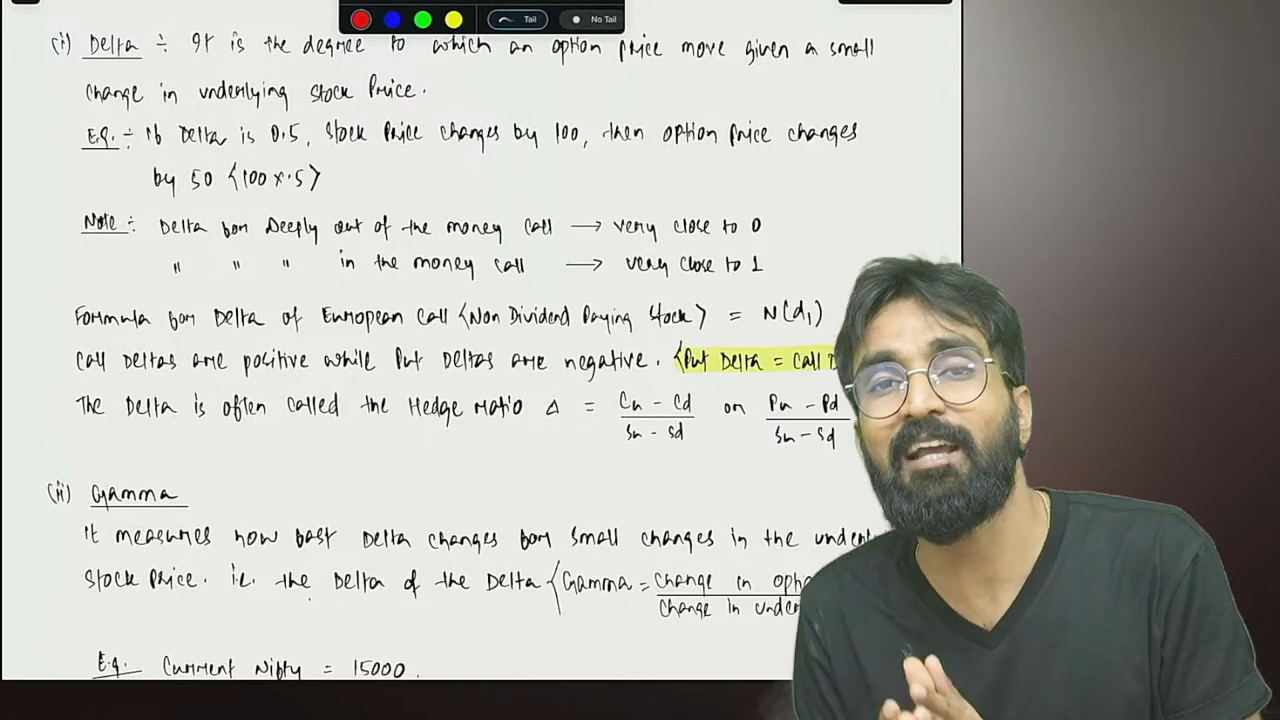 Tail
No Tail
(i) Delta ÷ It is the degree to which an option price move given a small
change in underlying stock Price.
E.g. ÷ If Delta is 0.5, Stock Price changes by 100, then option price changes
by 50 <100 x .5>
Note ÷ Delta for Deeply out of the money call → very close to 0
" " " in the money call → very close to 1
Formula for Delta of European call <Non Dividend Paying Stock> = N(d₁)
Call Deltas are positive while Put Deltas are negative. <Put Delta = Call D
The Delta is often called the Hedge Ratio Δ = Cu - Cd / Su - Sd or Pu - Pd / Su - Sd
(ii) Gamma
It measures how fast Delta changes for small changes in the under
Stock Price. i.e. the Delta of the Delta <Gamma = Change in optio / Change in under
E.g. Current Nifty = 15000.